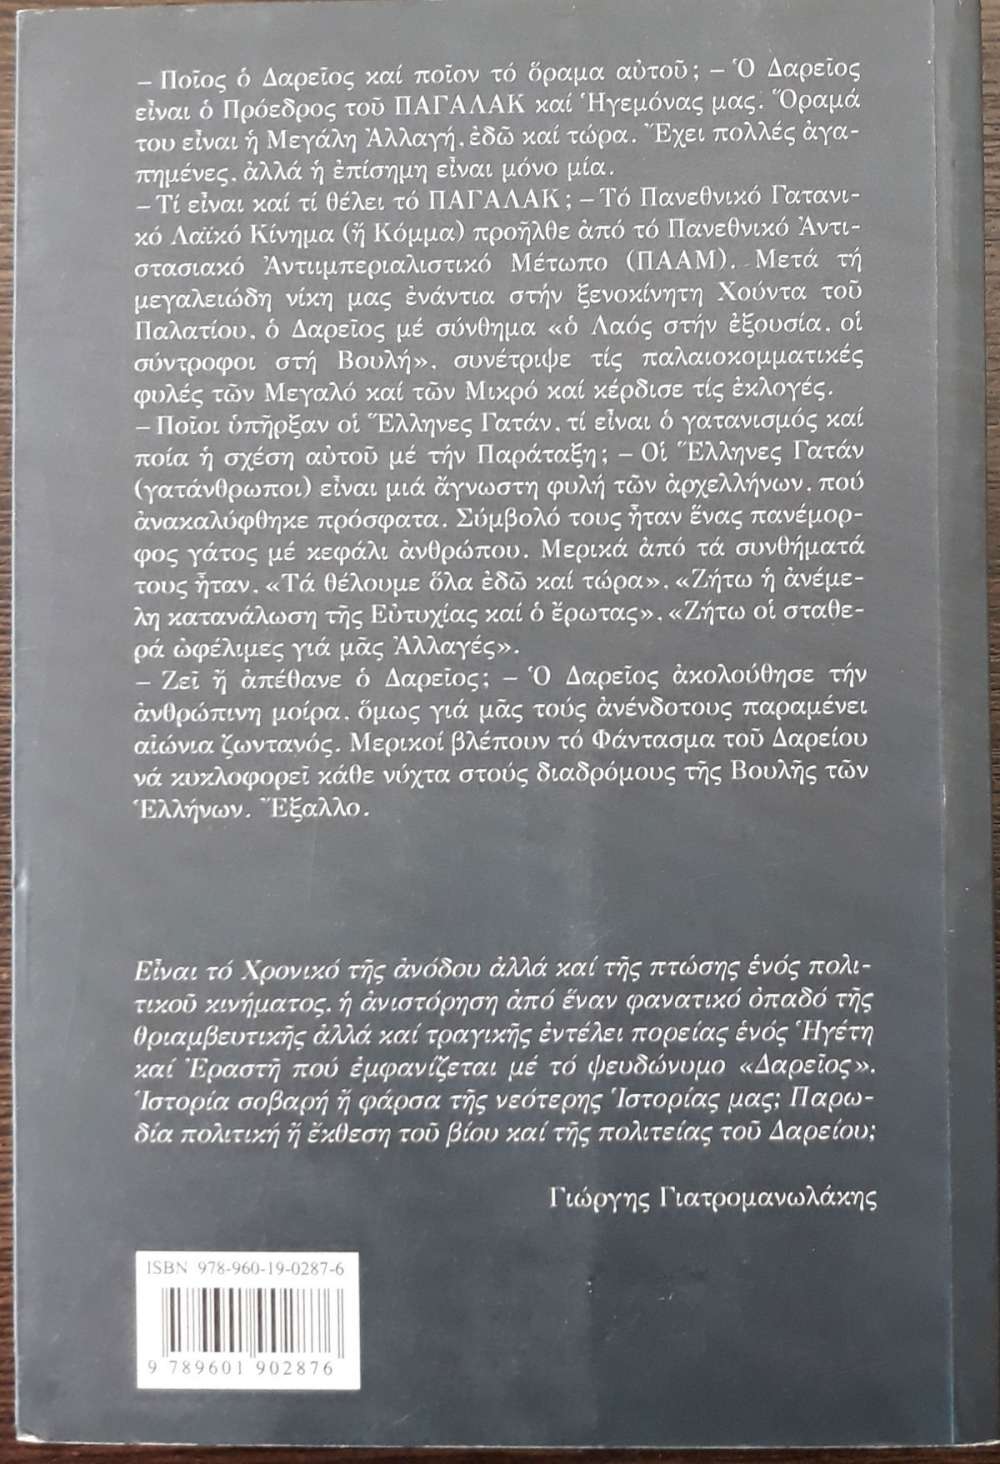 – Ποῖος ὁ Δαρεῖος καί ποῖον τό ὅραμα αὐτοῦ; – Ὁ Δαρεῖος
εἶναι ὁ Πρόεδρος τοῦ ΠΑΓΑΛΑΚ καί Ἡγεμόνας μας. Ὅραμά
του εἶναι ἡ Μεγάλη Ἀλλαγή, ἐδῶ καί τώρα. Ἔχει πολλές ἀγα-
πημένες, ἀλλά ἡ ἐπίσημη εἶναι μόνο μία.
– Τί εἶναι καί τί θέλει τό ΠΑΓΑΛΑΚ; – Τό Πανεθνικό Γατανι-
κό Λαϊκό Κίνημα (ἤ Κόμμα) προῆλθε ἀπό τό Πανεθνικό Ἀντι-
στασιακό Ἀντιιμπεριαλιστικό Μέτωπο (ΠΑΑΜ). Μετά τή
μεγαλειώδη νίκη μας ἐνάντια στήν ξενοκίνητη Χούντα τοῦ
Παλατίου, ὁ Δαρεῖος μέ σύνθημα «ὁ Λαός στήν ἐξουσία, οἱ
σύντροφοι στή Βουλή», συνέτριψε τίς παλαιοκομματικές
φυλές τῶν Μεγαλό καί τῶν Μικρό καί κέρδισε τίς ἐκλογές.
– Ποῖοι ὑπῆρξαν οἱ Ἕλληνες Γατάν, τί εἶναι ὁ γατανισμός καί
ποία ἡ σχέση αὐτοῦ μέ τήν Παράταξη; – Οἱ Ἕλληνες Γατάν
(γατάνθρωποι) εἶναι μιά ἄγνωστη φυλή τῶν ἀρχελλήνων, πού
ἀνακαλύφθηκε πρόσφατα. Σύμβολό τους ἦταν ἕνας πανέμορ-
φος γάτος μέ κεφάλι ἀνθρώπου. Μερικά ἀπό τά συνθήματά
τους ἦταν, «Τά θέλουμε ὅλα ἐδῶ καί τώρα», «Ζήτω ἡ ἀνέμε-
λη κατανάλωση τῆς Εὐτυχίας καί ὁ ἔρωτας», «Ζήτω οἱ σταθε-
ρά ὠφέλιμες γιά μᾶς Ἀλλαγές».
– Ζεῖ ἤ ἀπέθανε ὁ Δαρεῖος; – Ὁ Δαρεῖος ἀκολούθησε τήν
ἀνθρώπινη μοίρα, ὅμως γιά μᾶς τούς ἀνένδοτους παραμένει
αἰώνια ζωντανός. Μερικοί βλέπουν τό Φάντασμα τοῦ Δαρείου
νά κυκλοφορεῖ κάθε νύχτα στούς διαδρόμους τῆς Βουλῆς τῶν
Ἑλλήνων. Ἔξαλλο.
Εἶναι τό Χρονικό τῆς ἀνόδου ἀλλά καί τῆς πτώσης ἑνός πολι-
τικοῦ κινήματος, ἡ ἀνιστόρηση ἀπό ἕναν φανατικό ὀπαδό τῆς
θριαμβευτικῆς ἀλλά καί τραγικῆς ἐντέλει πορείας ἑνός Ἡγέτη
καί Ἐραστῆ πού ἐμφανίζεται μέ τό ψευδώνυμο «Δαρεῖος».
Ἱστορία σοβαρή ἤ φάρσα τῆς νεότερης Ἱστορίας μας; Παρω-
δία πολιτική ἤ ἔκθεση τοῦ βίου καί τῆς πολιτείας τοῦ Δαρείου;
Γιώργης Γιατρομανωλάκης
ISBN 978-960-19-0287-6
9 789601 902876